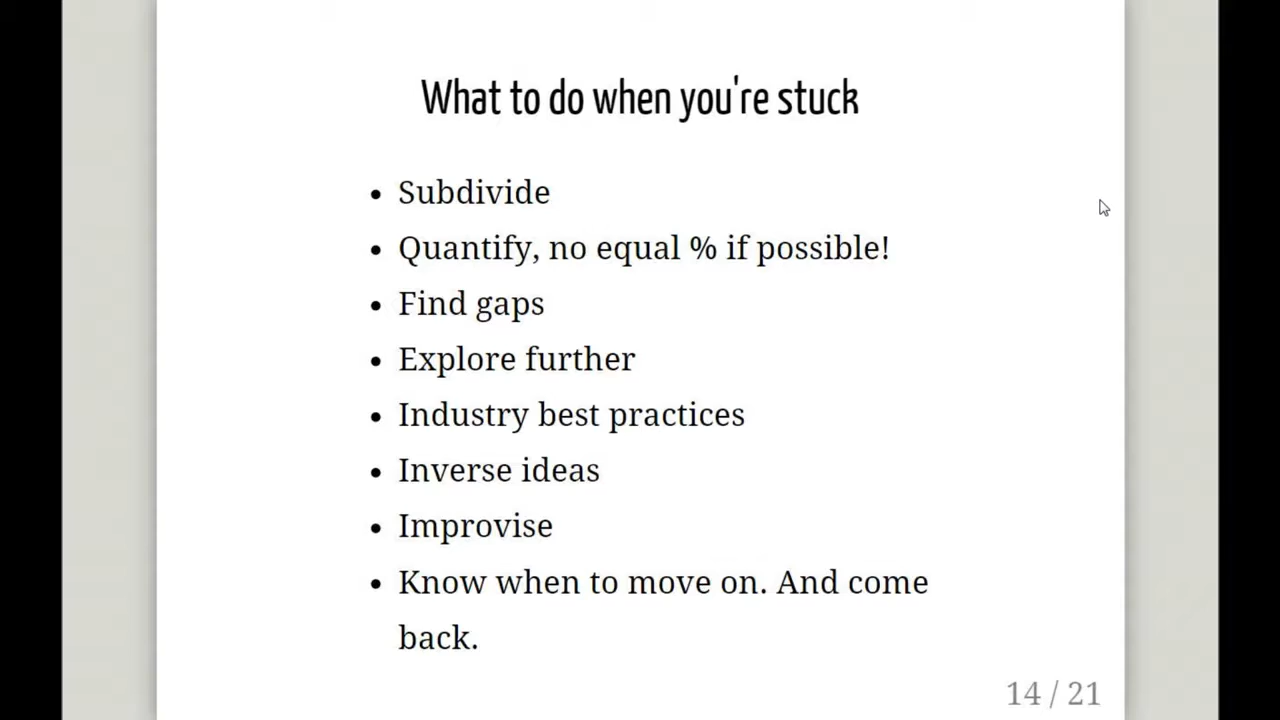 What to do when you're stuck
• Subdivide
• Quantify, no equal % if possible!
• Find gaps
• Explore further
• Industry best practices
• Inverse ideas
• Improvise
• Know when to move on. And come
back.
14 / 21